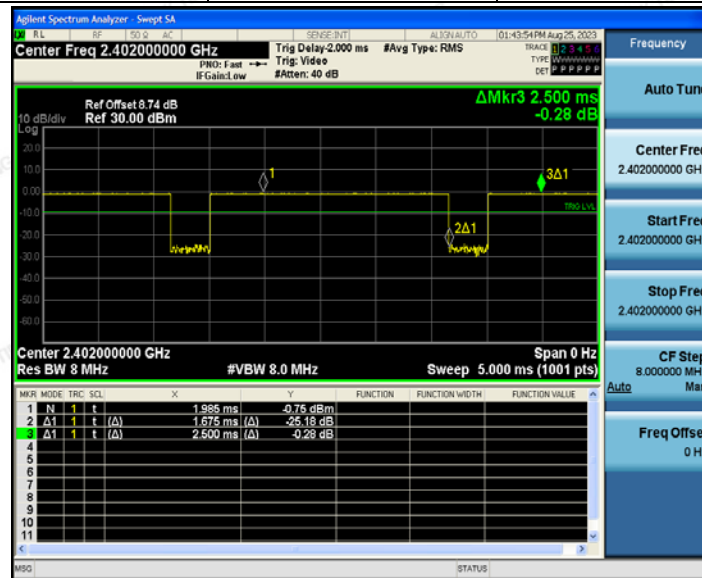 Agilent Spectrum Analyzer - Swept SA
RL RF 50 Ω AC SENSE:INT ALIGNAUTO 01:43:54 PM Aug 25, 2023
Center Freq 2.402000000 GHz
PNO: Fast
IFGain:Low
Trig Delay-2.000 ms
Trig: Video
#Atten: 40 dB
#Avg Type: RMS
TRACE 1 2 3 4 5 6
TYPE WWWWWW
DET P P P P P P
Frequency
Auto Tun
Center Fre
2.402000000 GH
Start Fre
2.402000000 GH
Stop Fre
2.402000000 GH
CF Step
8.000000 MH
Auto Ma
Freq Offse
0 H
ΔMkr3 2.500 ms
-0.28 dB
Ref Offset 8.74 dB
10 dB/div Ref 30.00 dBm
Log
20.0
10.0
0.00
-10.0
-20.0
-30.0
-40.0
-50.0
-60.0
1
3Δ1
TRIG LVL
2Δ1
Center 2.402000000 GHz Span 0 Hz
Res BW 8 MHz #VBW 8.0 MHz Sweep 5.000 ms (1001 pts)
MKR MODE TRC SCL X Y FUNCTION FUNCTION WIDTH FUNCTION VALUE
1 N 1 t 1.985 ms -0.75 dBm
2 Δ1 1 t (Δ) 1.675 ms (Δ) -25.18 dB
3 Δ1 1 t (Δ) 2.500 ms (Δ) -0.28 dB
4
5
6
7
8
9
10
11
MSG STATUS